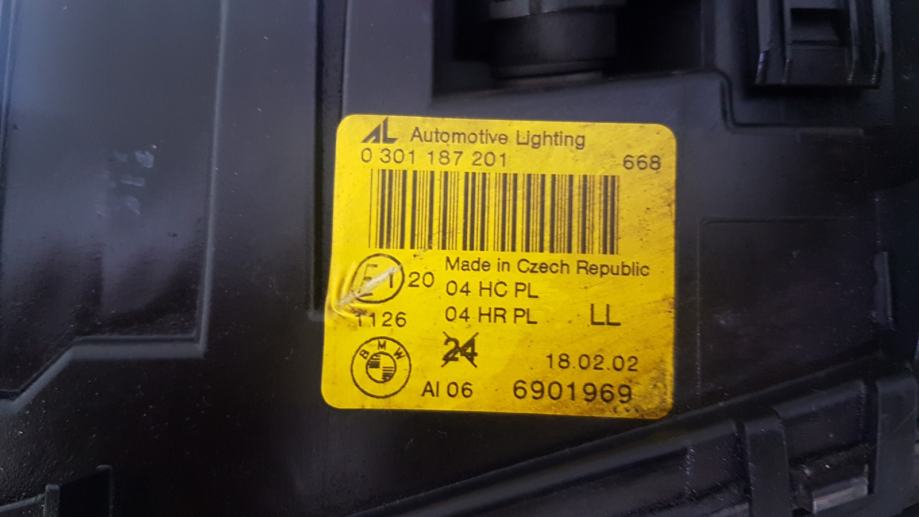 AL Automotive Lighting
0 301 187 201 668
Made in Czech Republic
E1 20 04 HC PL
1126 04 HR PL LL
24 18.02.02
BMW AI 06 6901969